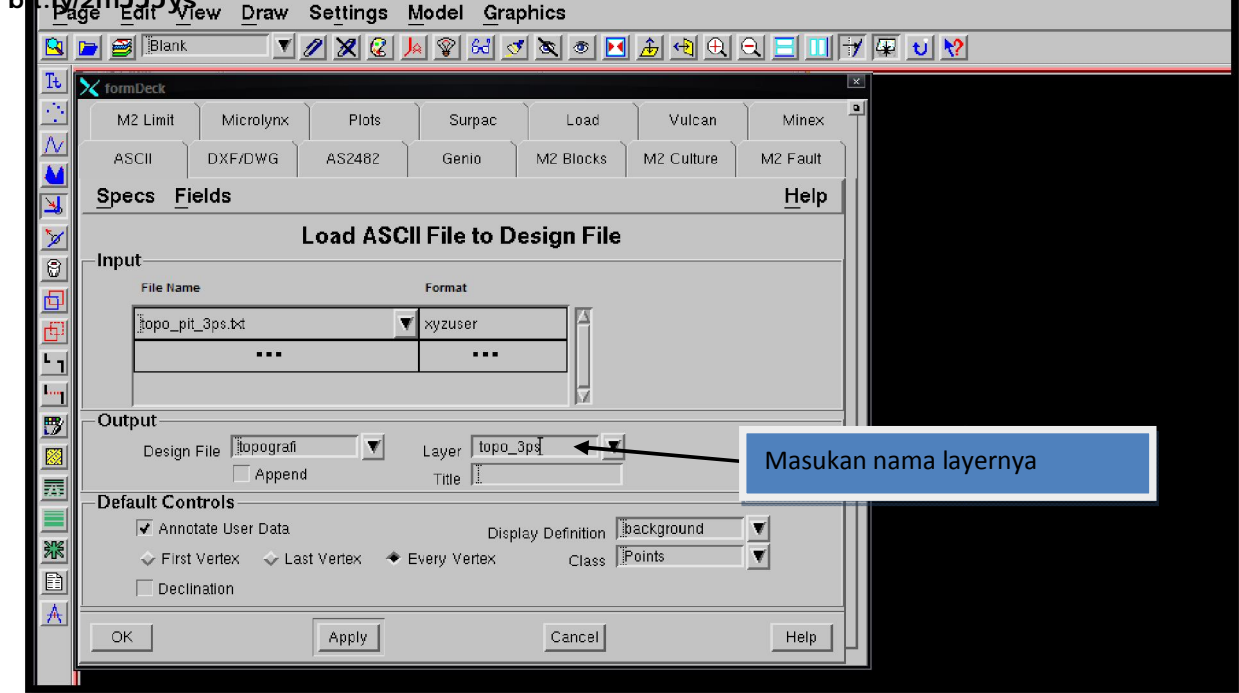 Page Edit View Draw Settings Model Graphics
Blank
formDeck
M2 Limit Microlynx Plots Surpac Load Vulcan Minex
ASCII DXF/DWG AS2482 Genio M2 Blocks M2 Culture M2 Fault
Specs Fields Help
Load ASCII File to Design File
Input
File Name Format
topo_pit_3ps.txt xyzuser
... ...
Output
Design File topografi Layer topo_3ps
Masukan nama layernya
Append Title
Default Controls
Annotate User Data Display Definition background
First Vertex Last Vertex Every Vertex Class Points
Declination
OK Apply Cancel Help